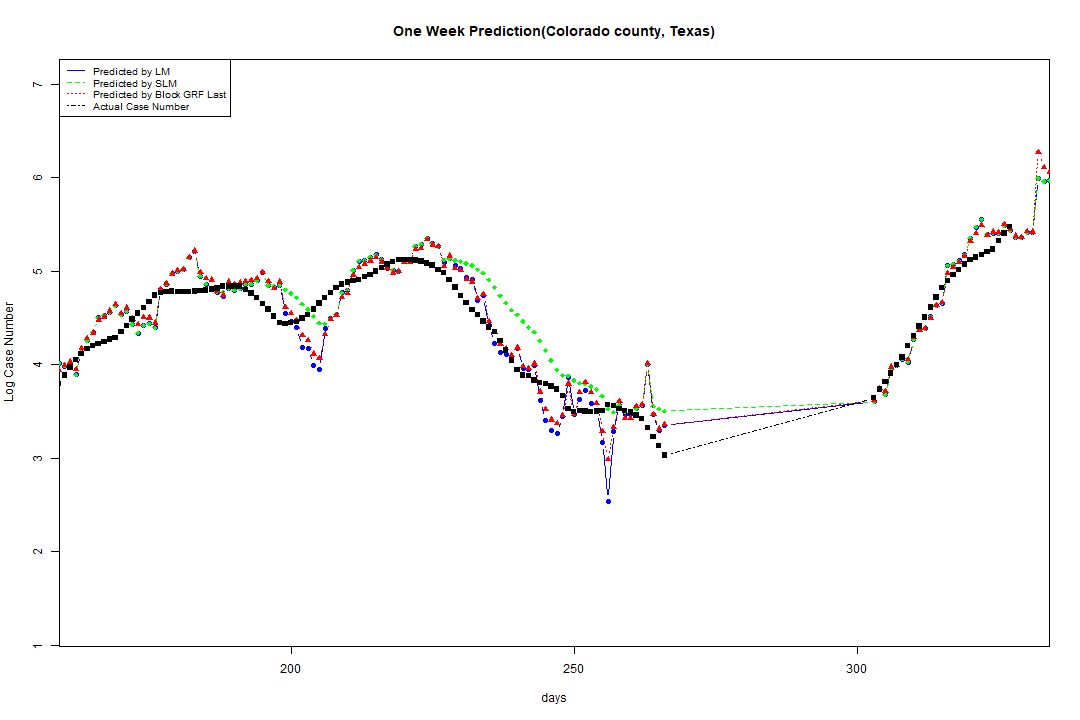 One Week Prediction(Colorado county, Texas)
Predicted by LM
Predicted by SLM
Predicted by Block GRF Last
Actual Case Number
Log Case Number
7
6
5
4
3
2
1
200 250 300
days